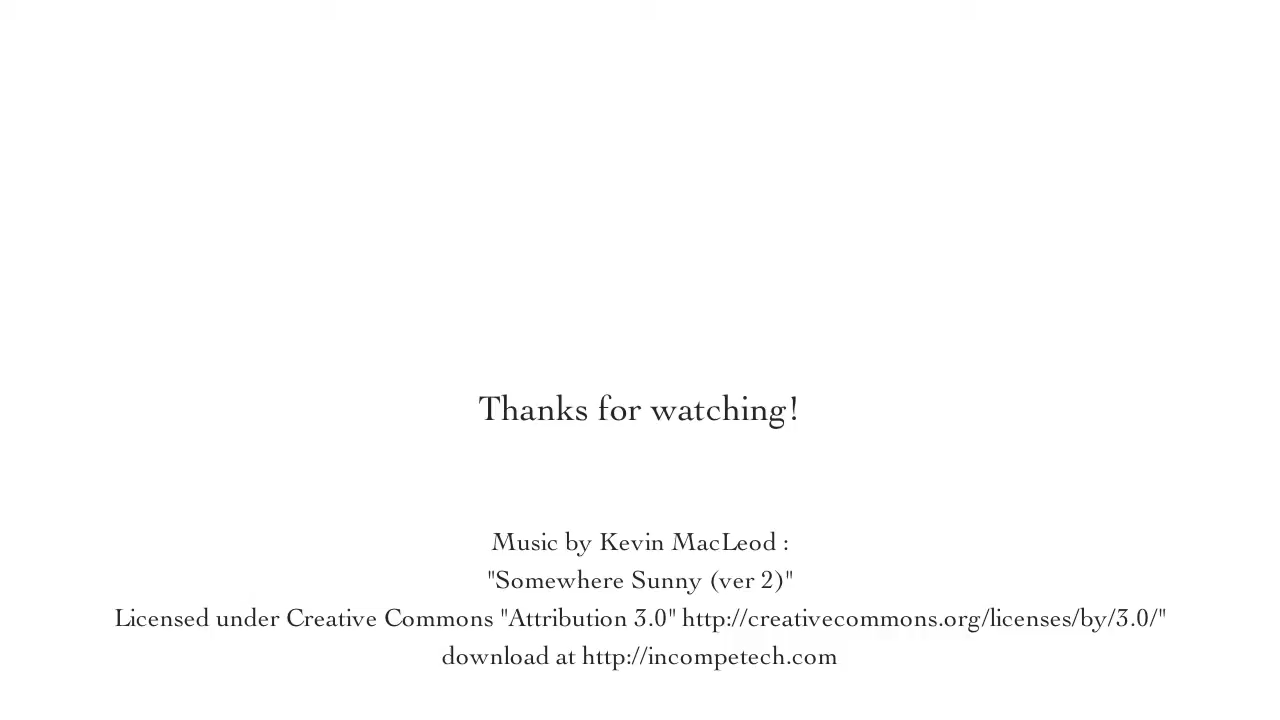 Thanks for watching!
Music by Kevin MacLeod :
"Somewhere Sunny (ver 2)"
Licensed under Creative Commons "Attribution 3.0" http://creativecommons.org/licenses/by/3.0/"
download at http://incompetech.com